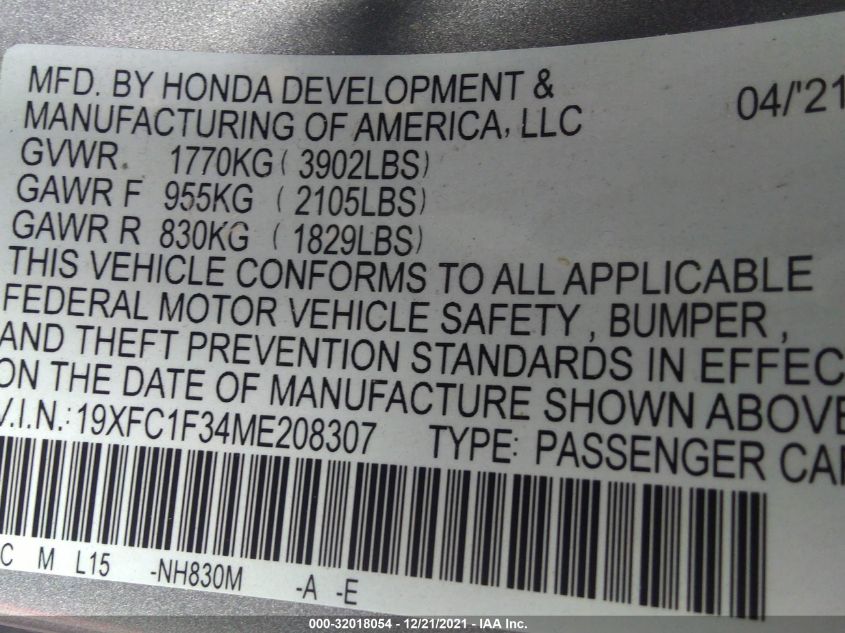 MFD. BY HONDA DEVELOPMENT & 04/'21
MANUFACTURING OF AMERICA, LLC
GVWR. 1770KG ( 3902LBS)
GAWR F 955KG ( 2105LBS)
GAWR R 830KG ( 1829LBS)
THIS VEHICLE CONFORMS TO ALL APPLICABLE
FEDERAL MOTOR VEHICLE SAFETY , BUMPER ,
AND THEFT PREVENTION STANDARDS IN EFFEC
ON THE DATE OF MANUFACTURE SHOWN ABOVE
V.I.N.: 19XFC1F34ME208307 TYPE: PASSENGER CAR
C M L15 -NH830M -A -E
000-32018054 - 12/21/2021 - IAA Inc.